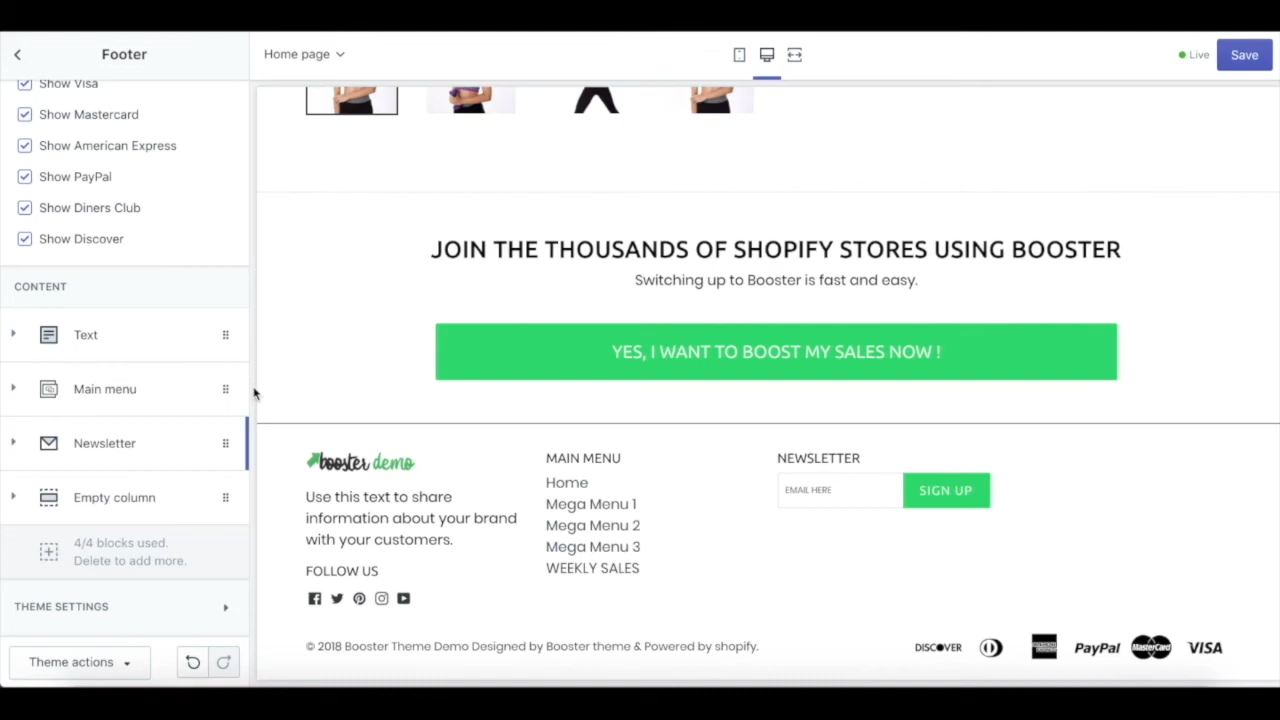 Footer
Home page
Live
Save
Show Visa
Show Mastercard
Show American Express
Show PayPal
Show Diners Club
Show Discover
CONTENT
Text
Main menu
Newsletter
Empty column
4/4 blocks used.
Delete to add more.
THEME SETTINGS
Theme actions
JOIN THE THOUSANDS OF SHOPIFY STORES USING BOOSTER
Switching up to Booster is fast and easy.
YES, I WANT TO BOOST MY SALES NOW !
booster demo
Use this text to share
information about your brand
with your customers.
FOLLOW US
MAIN MENU
Home
Mega Menu 1
Mega Menu 2
Mega Menu 3
WEEKLY SALES
NEWSLETTER
EMAIL HERE
SIGN UP
© 2018 Booster Theme Demo Designed by Booster theme & Powered by shopify.
DISCOVER
PayPal
MasterCard
VISA